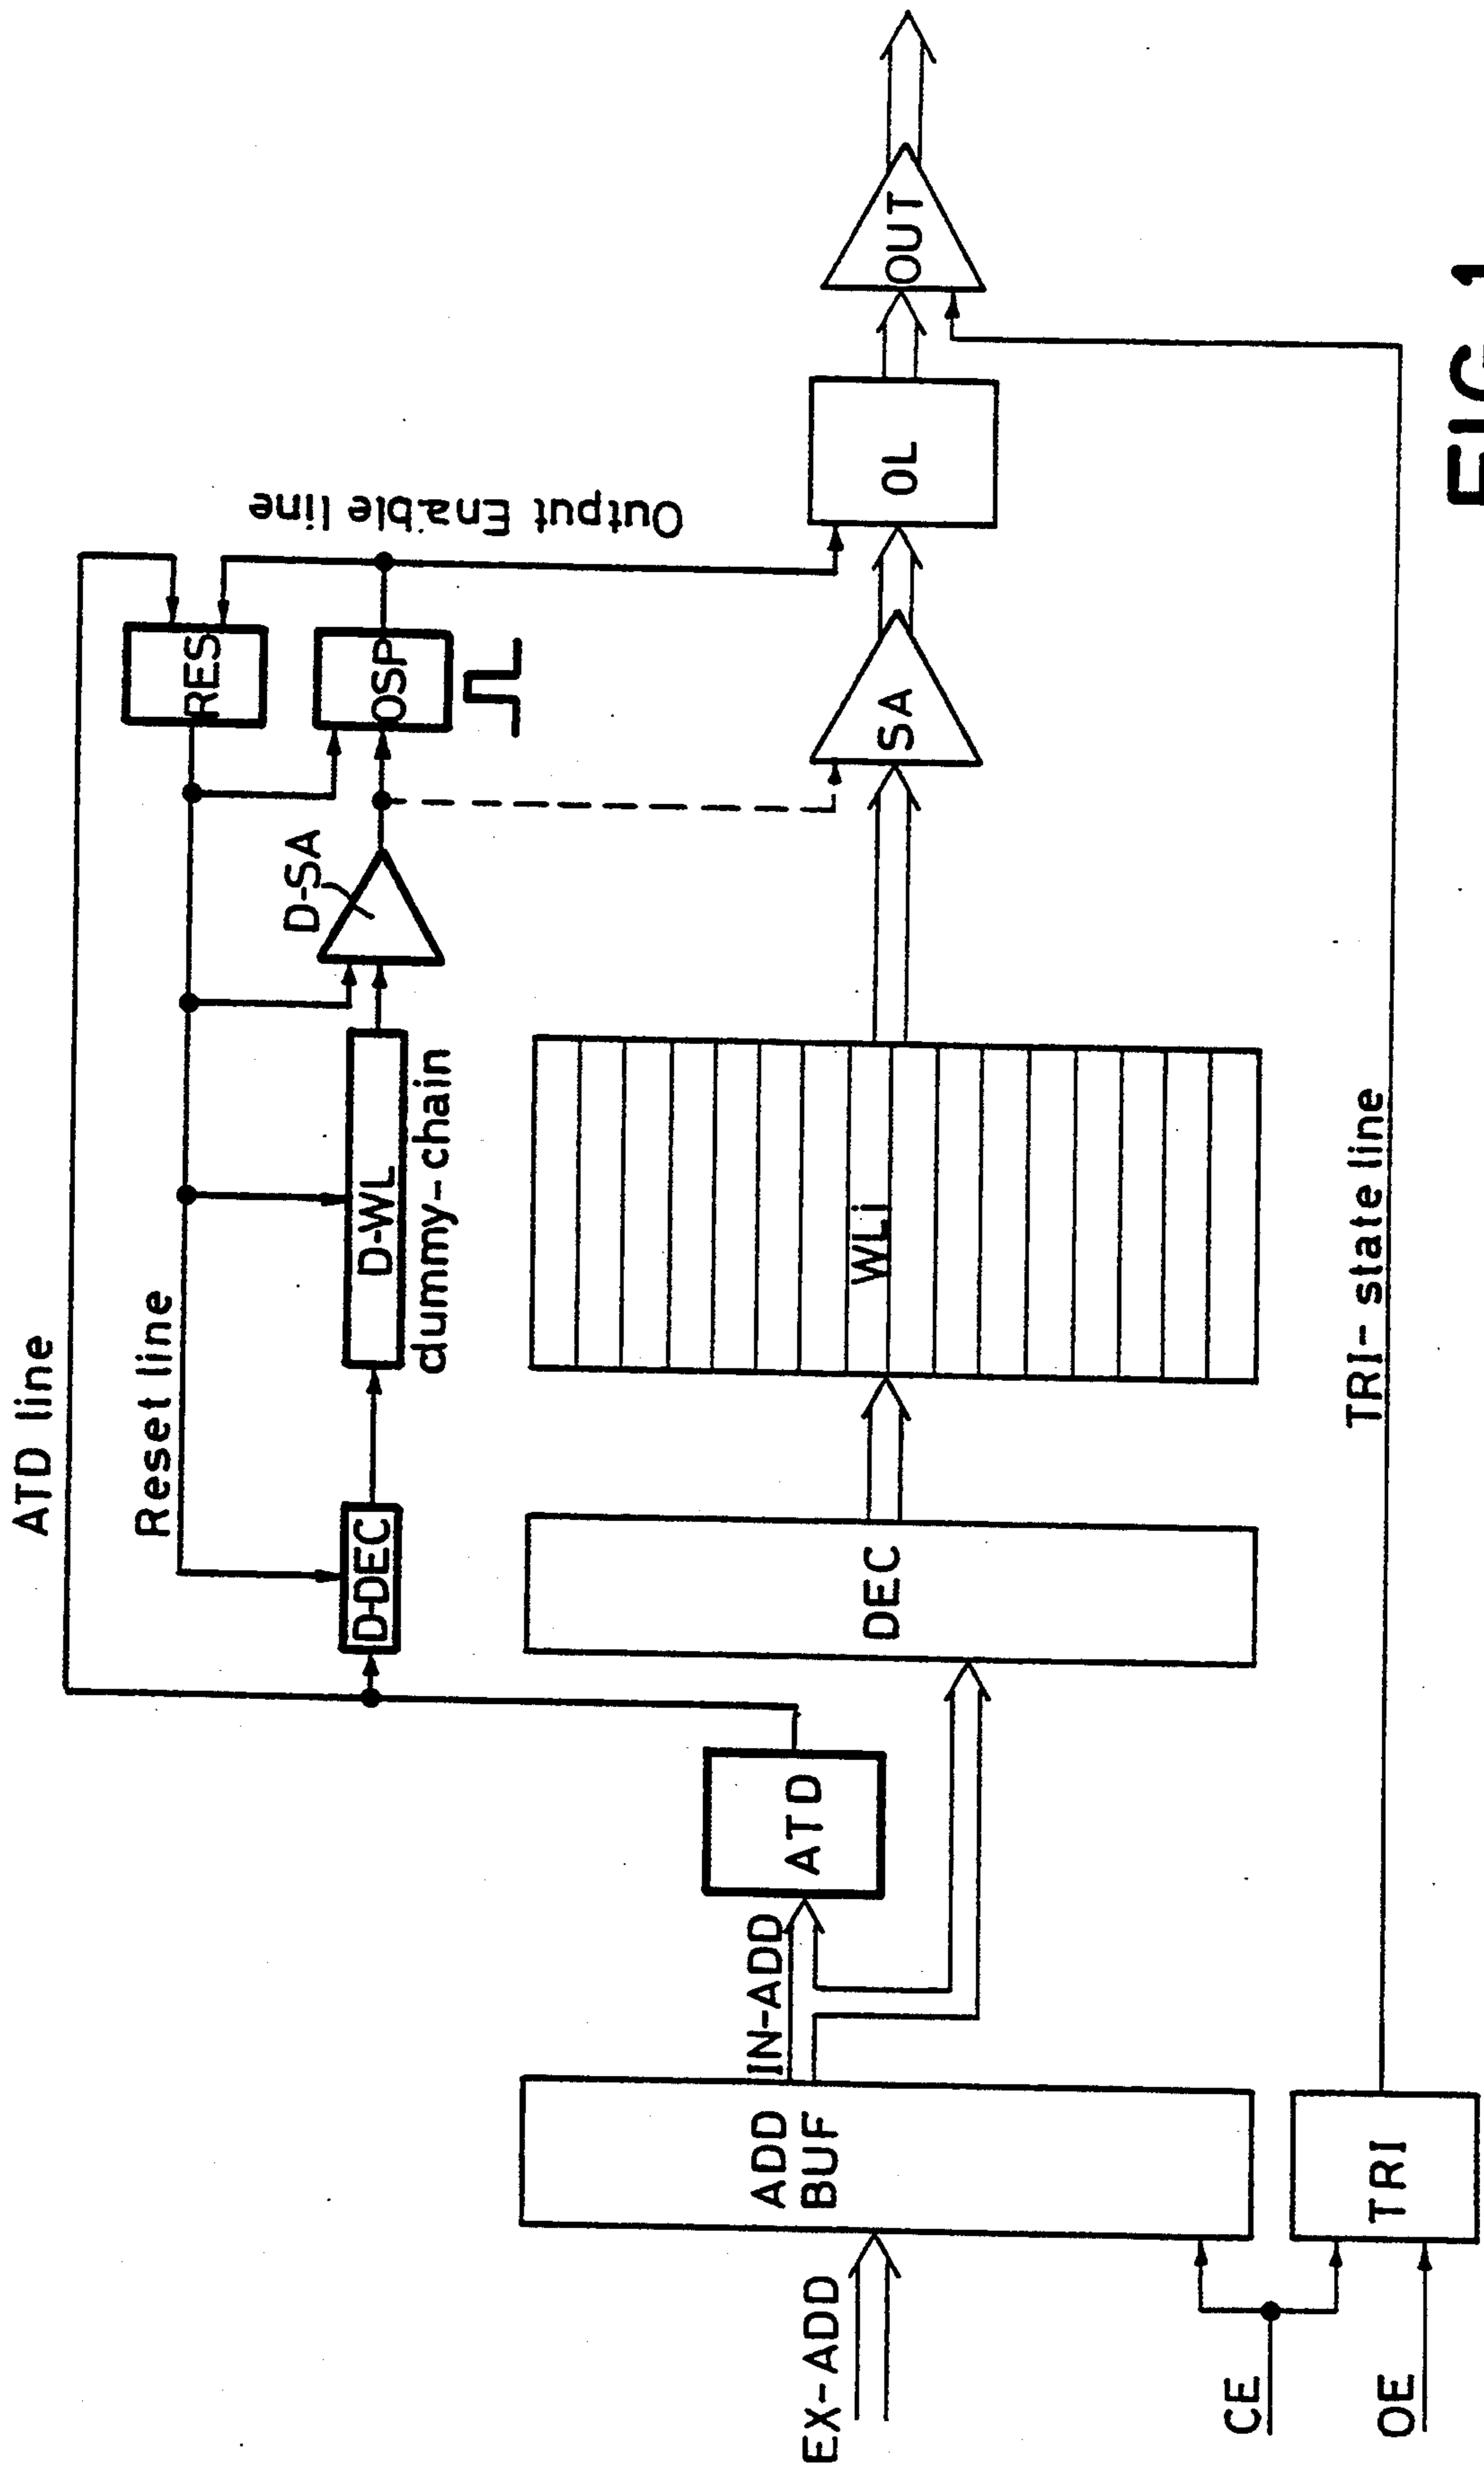 ATD line
Reset line
RES
Output Enable line
D-DEC
D-WL
dummy-chain
D-SA
OSP
EX-ADD
ADD
BUF
IN-ADD
ATD
DEC
WLi
SA
OL
OUT
CE
OE
TRI
TRI-state line
FIG.1